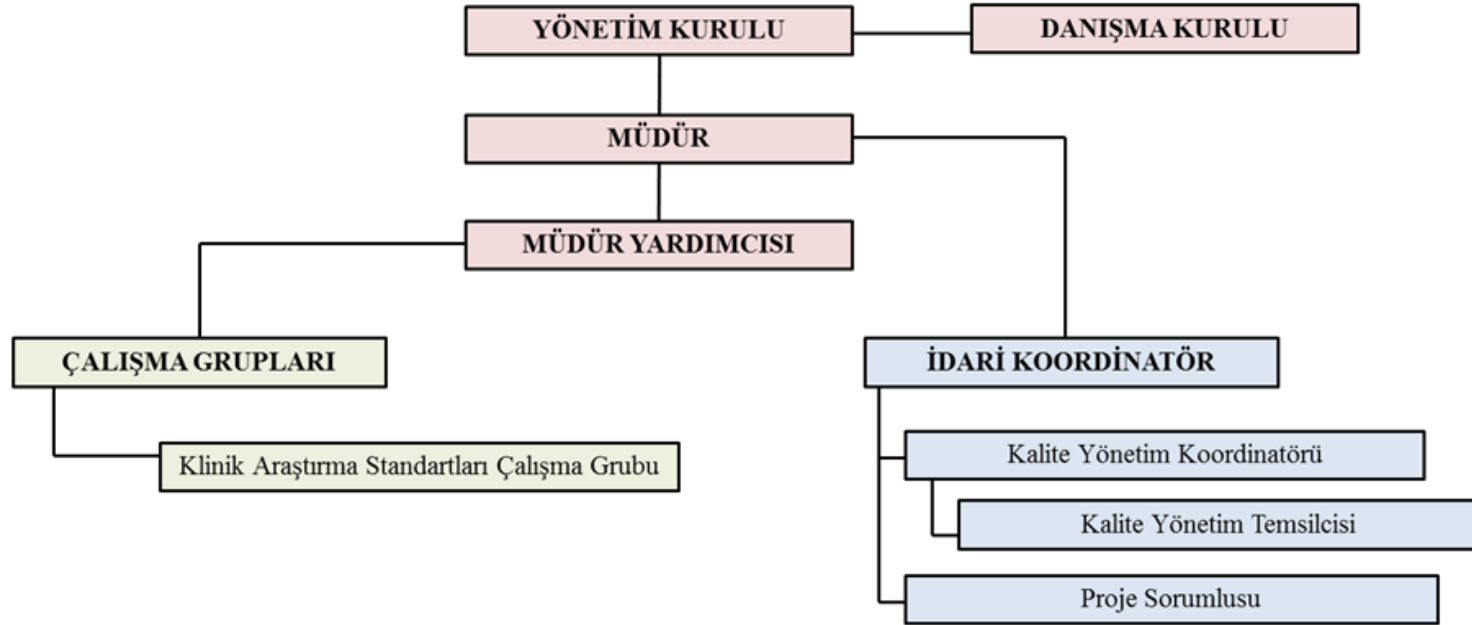 YÖNETİM KURULU
DANIŞMA KURULU
MÜDÜR
MÜDÜR YARDIMCISI
ÇALIŞMA GRUPLARI
İDARİ KOORDİNATÖR
Klinik Araştırma Standartları Çalışma Grubu
Kalite Yönetim Koordinatörü
Kalite Yönetim Temsilcisi
Proje Sorumlusu